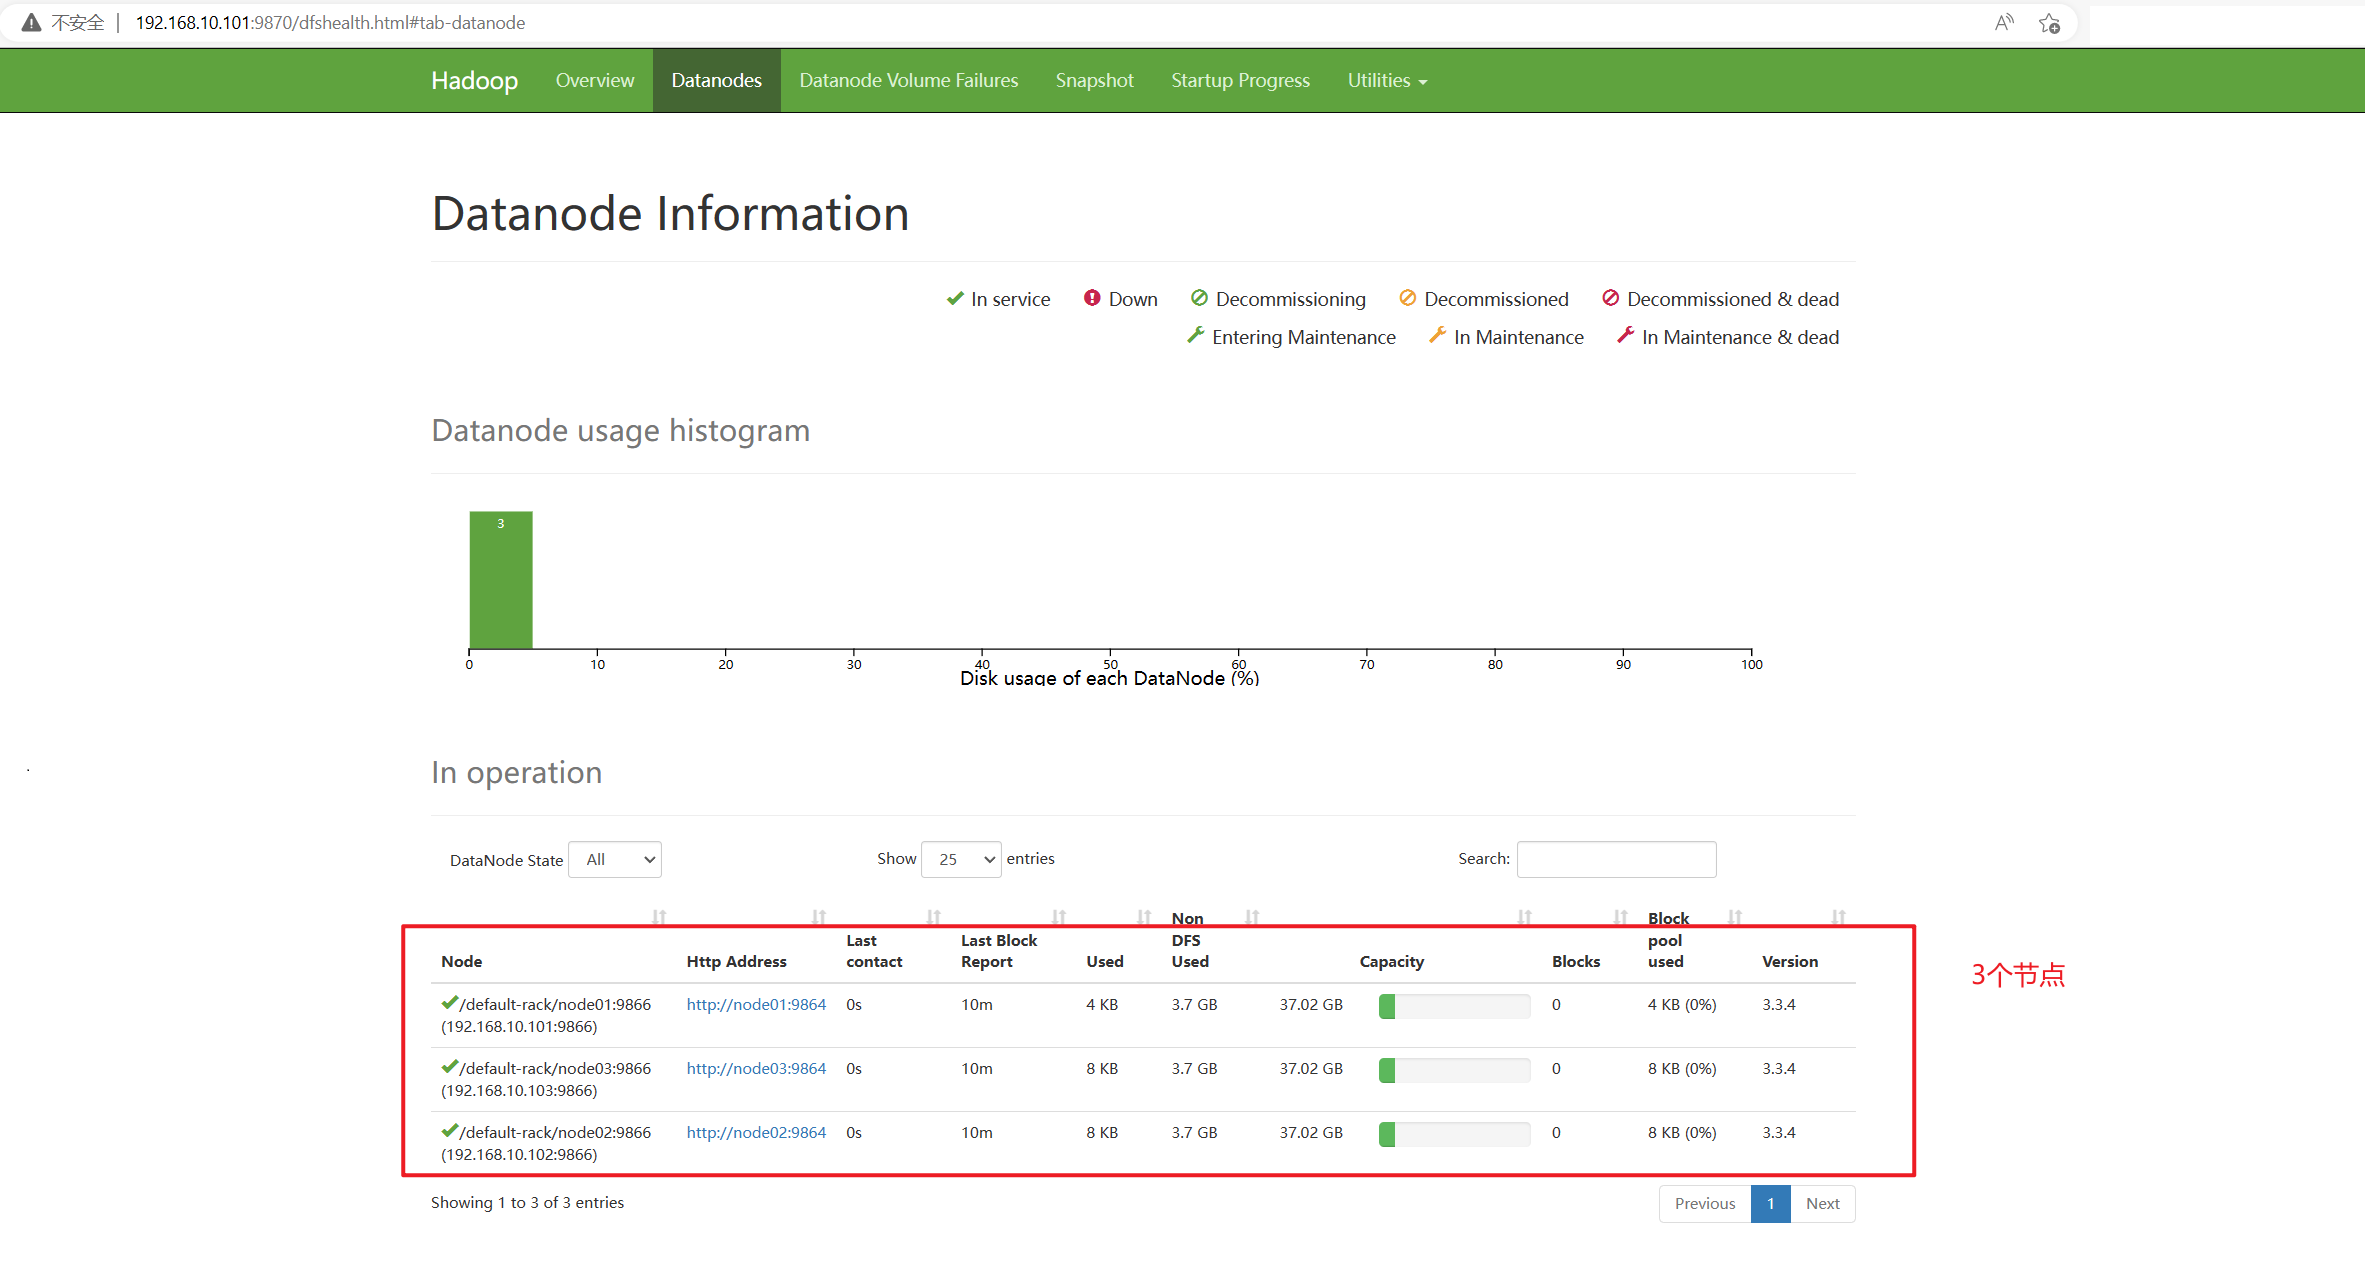 不安全 | 192.168.10.101:9870/dfshealth.html#tab-datanode
Hadoop Overview Datanodes Datanode Volume Failures Snapshot Startup Progress Utilities
Datanode Information
In service Down Decommissioning Decommissioned Decommissioned & dead
Entering Maintenance In Maintenance In Maintenance & dead
Datanode usage histogram
3
0 10 20 30 40 50 60 70 80 90 100
Disk usage of each DataNode (%)
In operation
DataNode State All Show 25 entries Search:
Node Http Address Last contact Last Block Report Used Non DFS Used Capacity Blocks Block pool used Version
/default-rack/node01:9866 (192.168.10.101:9866) http://node01:9864 0s 10m 4 KB 3.7 GB 37.02 GB 0 4 KB (0%) 3.3.4
/default-rack/node03:9866 (192.168.10.103:9866) http://node03:9864 0s 10m 8 KB 3.7 GB 37.02 GB 0 8 KB (0%) 3.3.4
/default-rack/node02:9866 (192.168.10.102:9866) http://node02:9864 0s 10m 8 KB 3.7 GB 37.02 GB 0 8 KB (0%) 3.3.4
3个节点
Showing 1 to 3 of 3 entries
Previous 1 Next